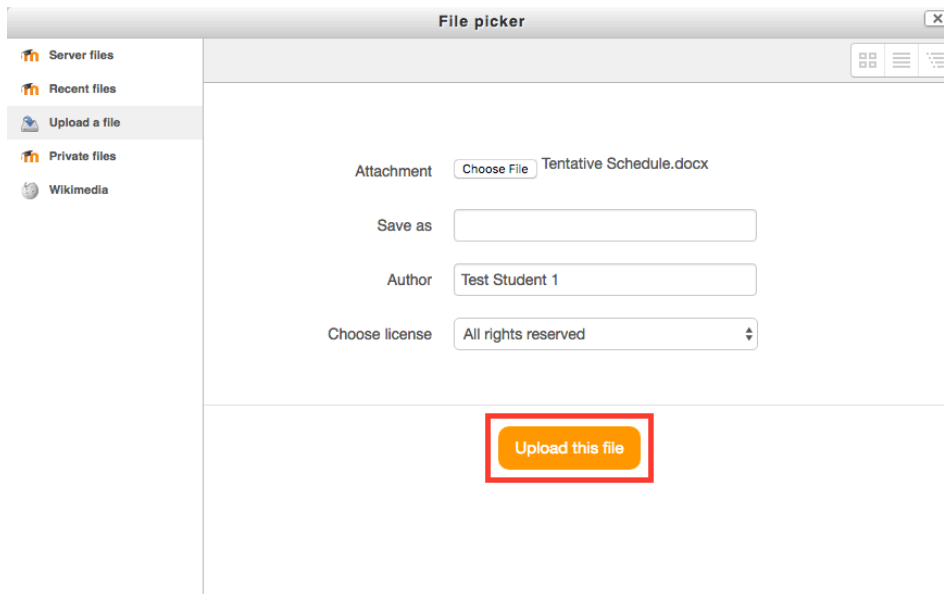 File picker
Server files
Recent files
Upload a file
Private files
Wikimedia
Attachment Choose File Tentative Schedule.docx
Save as
Author Test Student 1
Choose license All rights reserved
Upload this file